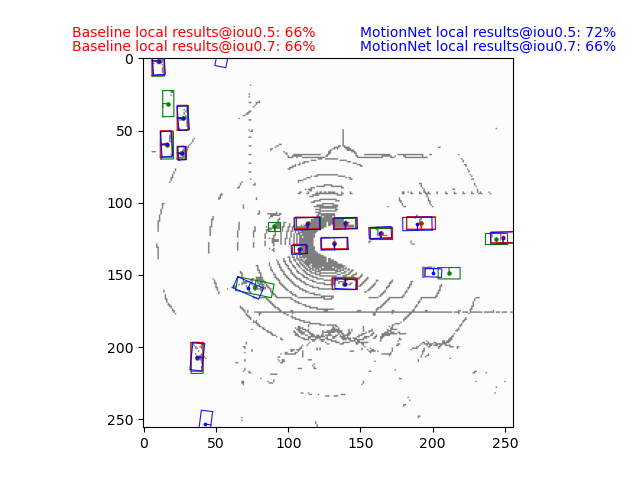 Baseline local results@iou0.5: 66% MotionNet local results@iou0.5: 72%
Baseline local results@iou0.7: 66% MotionNet local results@iou0.7: 66%
0
50
100
150
200
250
0 50 100 150 200 250